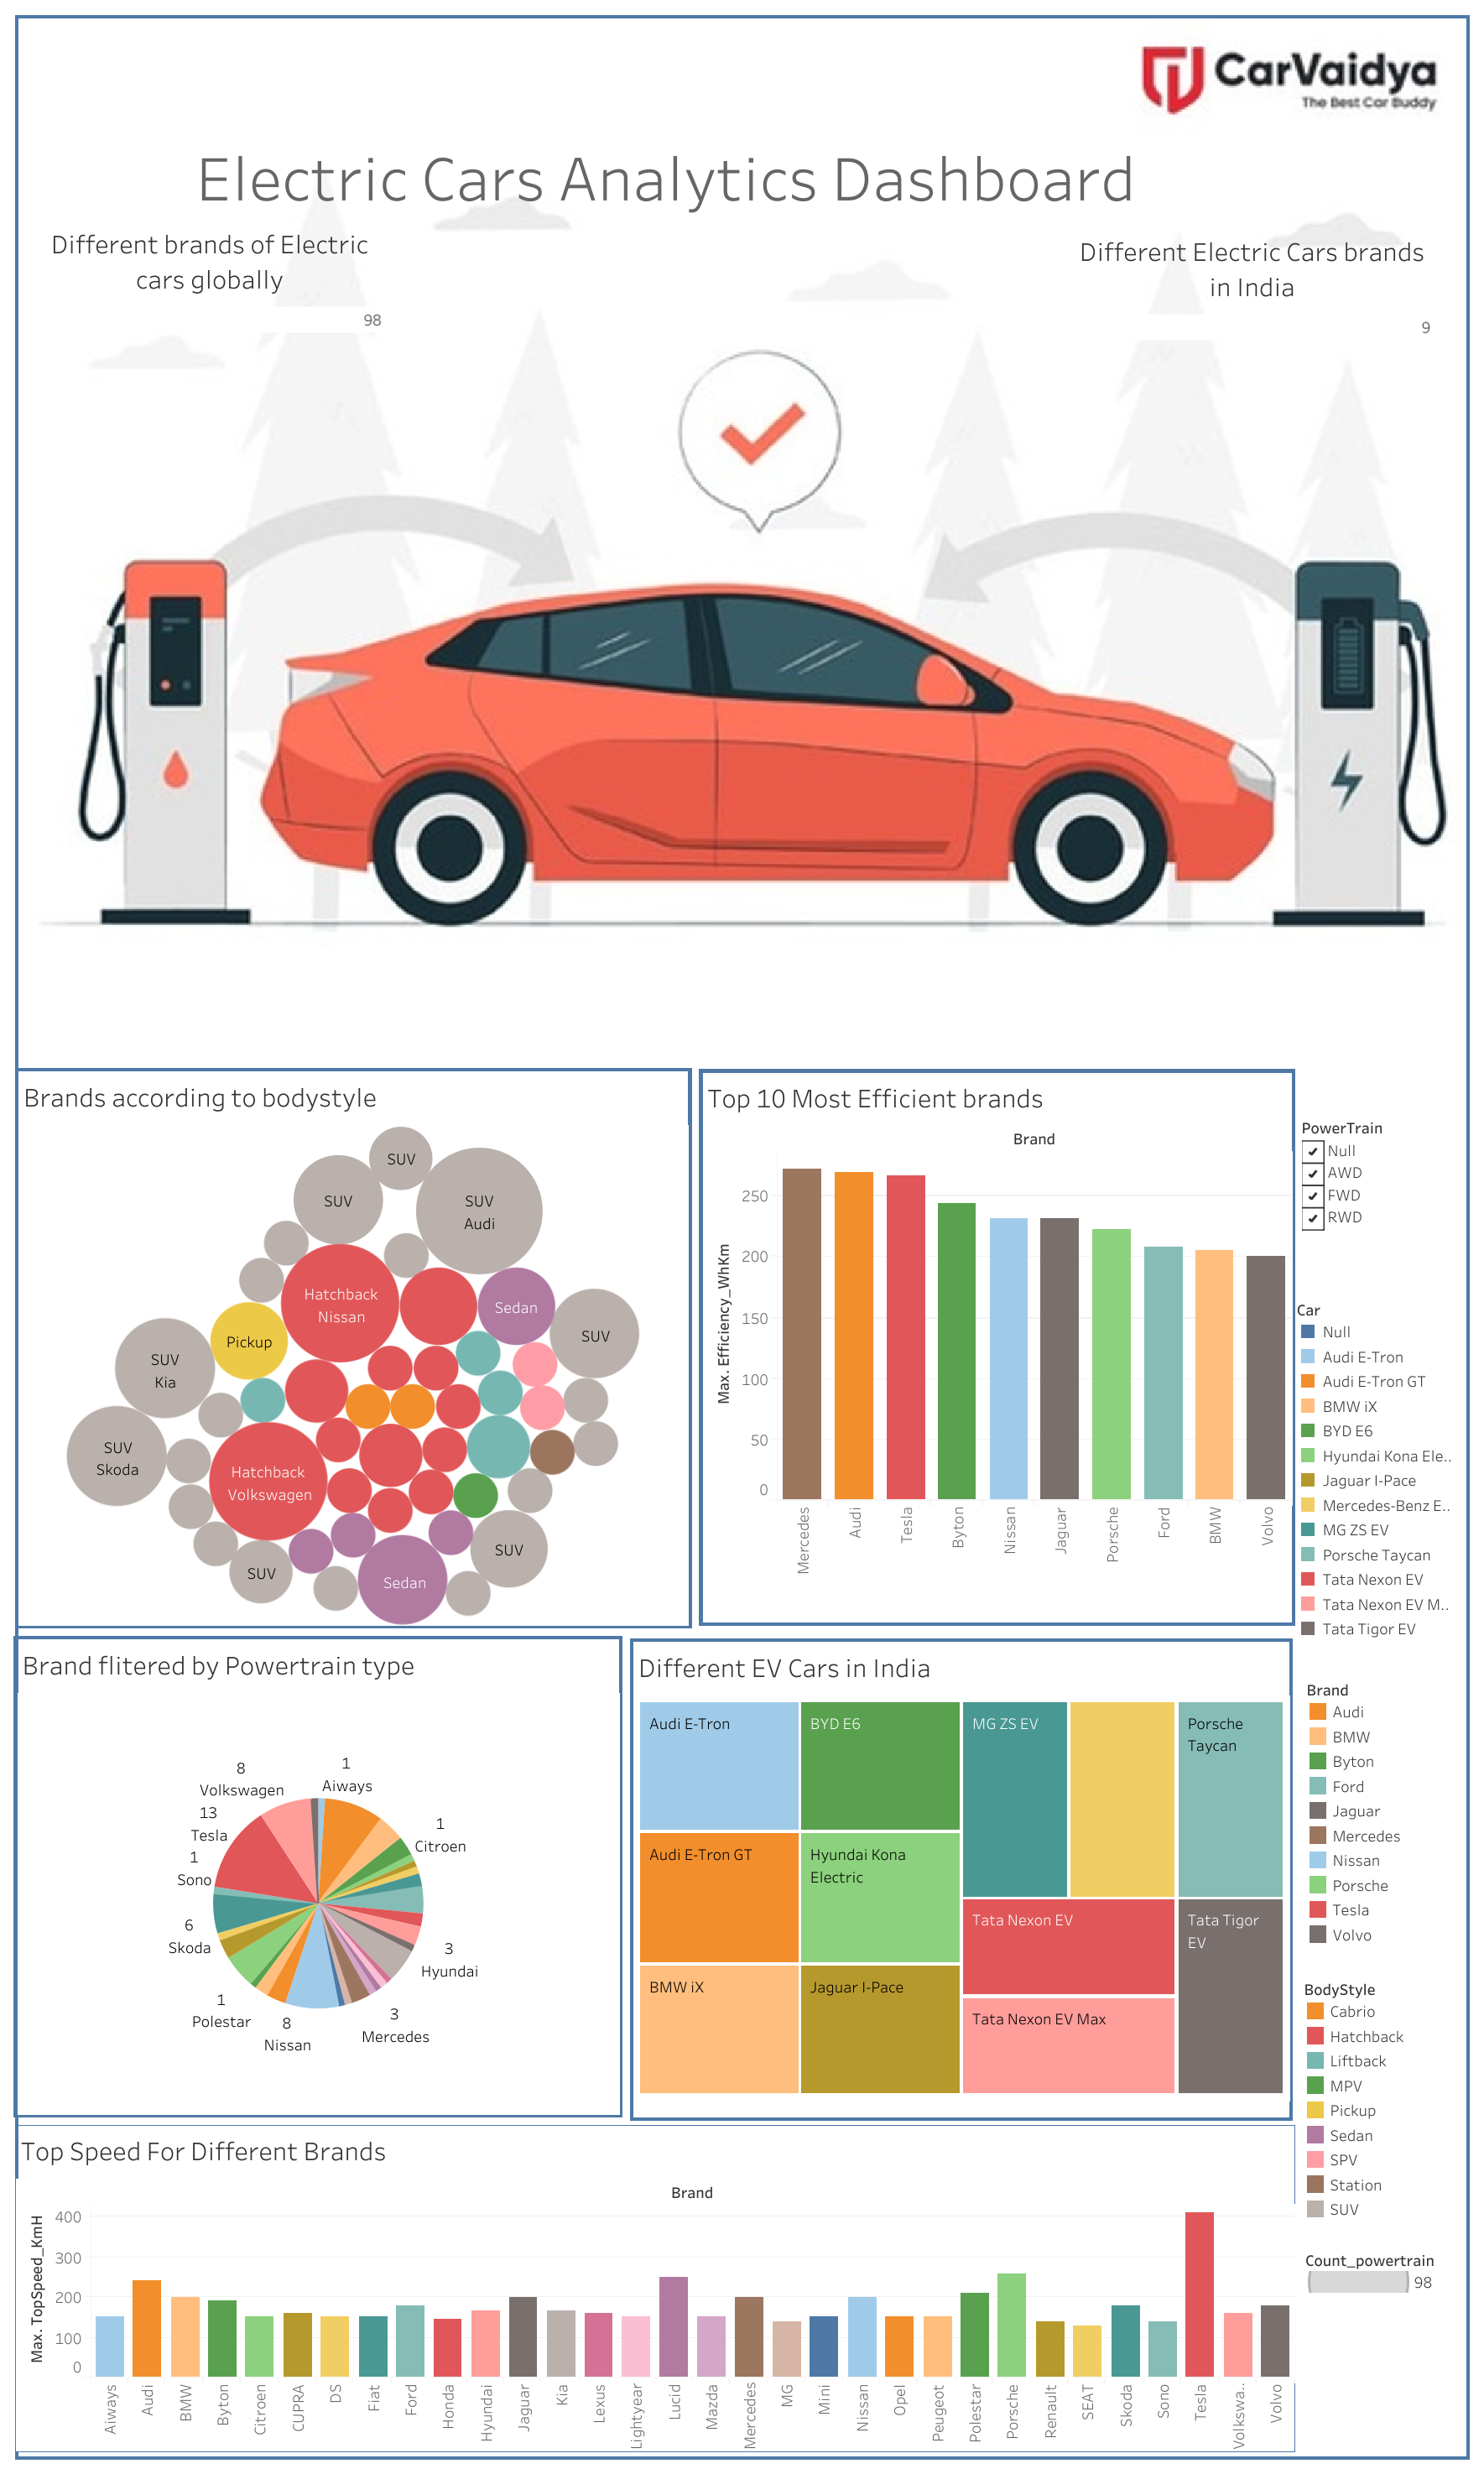 CarVaidya
The Best Car Buddy
Electric Cars Analytics Dashboard
Different brands of Electric
cars globally
98
Different Electric Cars brands
in India
9
Brands according to bodystyle
SUV
SUV
SUV
Audi
Hatchback
Nissan
Sedan
SUV
Pickup
SUV
Kia
SUV
Skoda
Hatchback
Volkswagen
SUV
SUV
Sedan
Top 10 Most Efficient brands
Brand
Max. Efficiency_WhKm
250
200
150
100
50
0
Mercedes
Audi
Tesla
Byton
Nissan
Jaguar
Porsche
Ford
BMW
Volvo
PowerTrain
Null
AWD
FWD
RWD
Car
Null
Audi E-Tron
Audi E-Tron GT
BMW iX
BYD E6
Hyundai Kona Ele..
Jaguar I-Pace
Mercedes-Benz E..
MG ZS EV
Porsche Taycan
Tata Nexon EV
Tata Nexon EV M..
Tata Tigor EV
Brand flitered by Powertrain type
1
Aiways
8
Volkswagen
13
Tesla
1
Citroen
1
Sono
6
Skoda
3
Hyundai
1
Polestar
8
Nissan
3
Mercedes
Different EV Cars in India
Audi E-Tron
BYD E6
MG ZS EV
Porsche
Taycan
Audi E-Tron GT
Hyundai Kona
Electric
Tata Nexon EV
Tata Tigor
EV
BMW iX
Jaguar I-Pace
Tata Nexon EV Max
Brand
Audi
BMW
Byton
Ford
Jaguar
Mercedes
Nissan
Porsche
Tesla
Volvo
BodyStyle
Cabrio
Hatchback
Liftback
MPV
Pickup
Sedan
SPV
Station
SUV
Count_powertrain
98
Top Speed For Different Brands
Brand
Max. TopSpeed_KmH
400
300
200
100
0
Aiways
Audi
BMW
Byton
Citroen
CUPRA
DS
Fiat
Ford
Honda
Hyundai
Jaguar
Kia
Lexus
Lightyear
Lucid
Mazda
Mercedes
MG
Mini
Nissan
Opel
Peugeot
Polestar
Porsche
Renault
SEAT
Skoda
Sono
Tesla
Volkswa..
Volvo